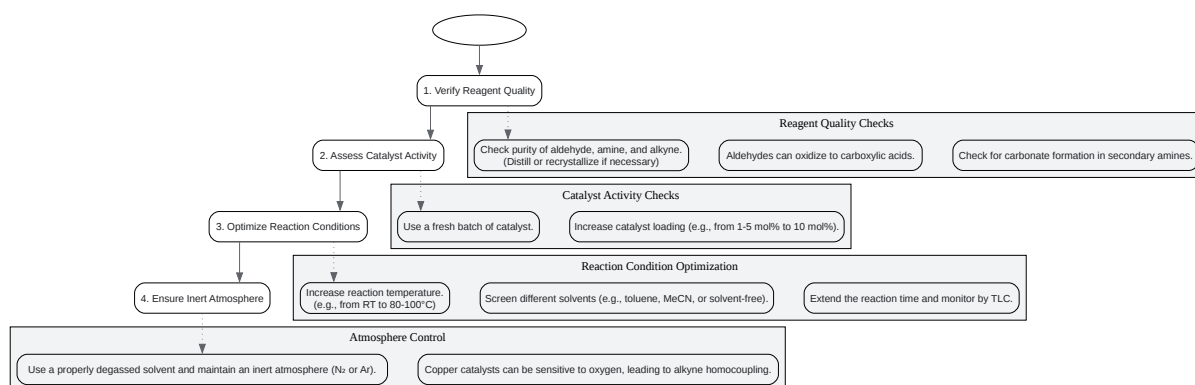 1. Verify Reagent Quality
Reagent Quality Checks
Check purity of aldehyde, amine, and alkyne.
(Distill or recrystallize if necessary)
Aldehydes can oxidize to carboxylic acids.
Check for carbonate formation in secondary amines.
2. Assess Catalyst Activity
Catalyst Activity Checks
Use a fresh batch of catalyst.
Increase catalyst loading (e.g., from 1-5 mol% to 10 mol%).
3. Optimize Reaction Conditions
Reaction Condition Optimization
Increase reaction temperature.
(e.g., from RT to 80-100°C)
Screen different solvents (e.g., toluene, MeCN, or solvent-free).
Extend the reaction time and monitor by TLC.
4. Ensure Inert Atmosphere
Atmosphere Control
Use a properly degassed solvent and maintain an inert atmosphere (N₂ or Ar).
Copper catalysts can be sensitive to oxygen, leading to alkyne homocoupling.